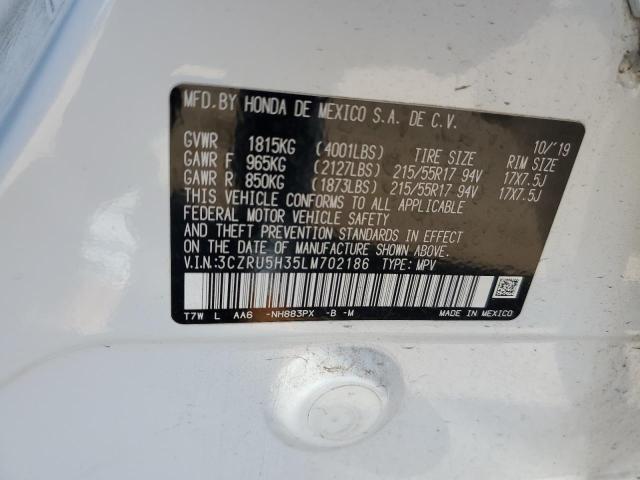 MFD. BY HONDA DE MEXICO S.A. DE C.V.
10/'19
GVWR 1815KG (4001LBS) TIRE SIZE RIM SIZE
GAWR F 965KG (2127LBS) 215/55R17 94V 17X7.5J
GAWR R 850KG (1873LBS) 215/55R17 94V 17X7.5J
THIS VEHICLE CONFORMS TO ALL APPLICABLE
FEDERAL MOTOR VEHICLE SAFETY
AND THEFT PREVENTION STANDARDS IN EFFECT
ON THE DATE OF MANUFACTURE SHOWN ABOVE.
V.I.N:3CZRU5H35LM702186 TYPE: MPV
T7W L AA6 -NH883PX -B -M MADE IN MEXICO